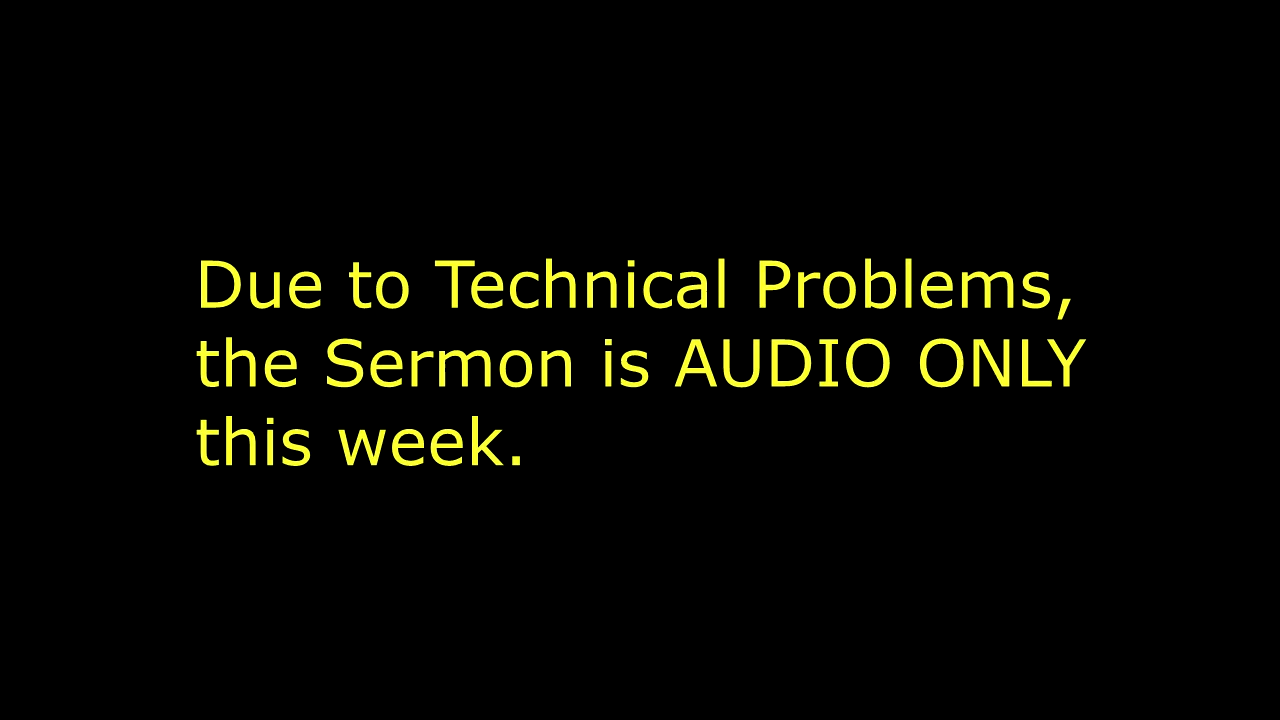 Due to Technical Problems,
the Sermon is AUDIO ONLY
this week.